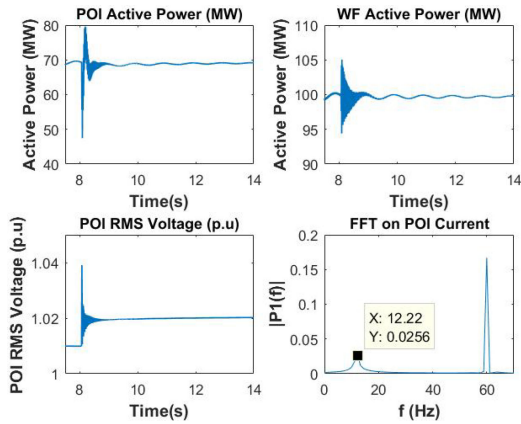 POI Active Power (MW)
Active Power (MW)
80
70
60
50
40
8
10
12
14
Time(s)
WF Active Power (MW)
Active Power (MW)
110
105
100
95
90
8
10
12
14
Time(s)
POI RMS Voltage (p.u)
POI RMS Voltage (p.u)
1.04
1.02
1
8
10
12
14
Time(s)
FFT on POI Current
|P1(f)|
0.2
0.15
0.1
0.05
0
X: 12.22
Y: 0.0256
0
20
40
60
f (Hz)